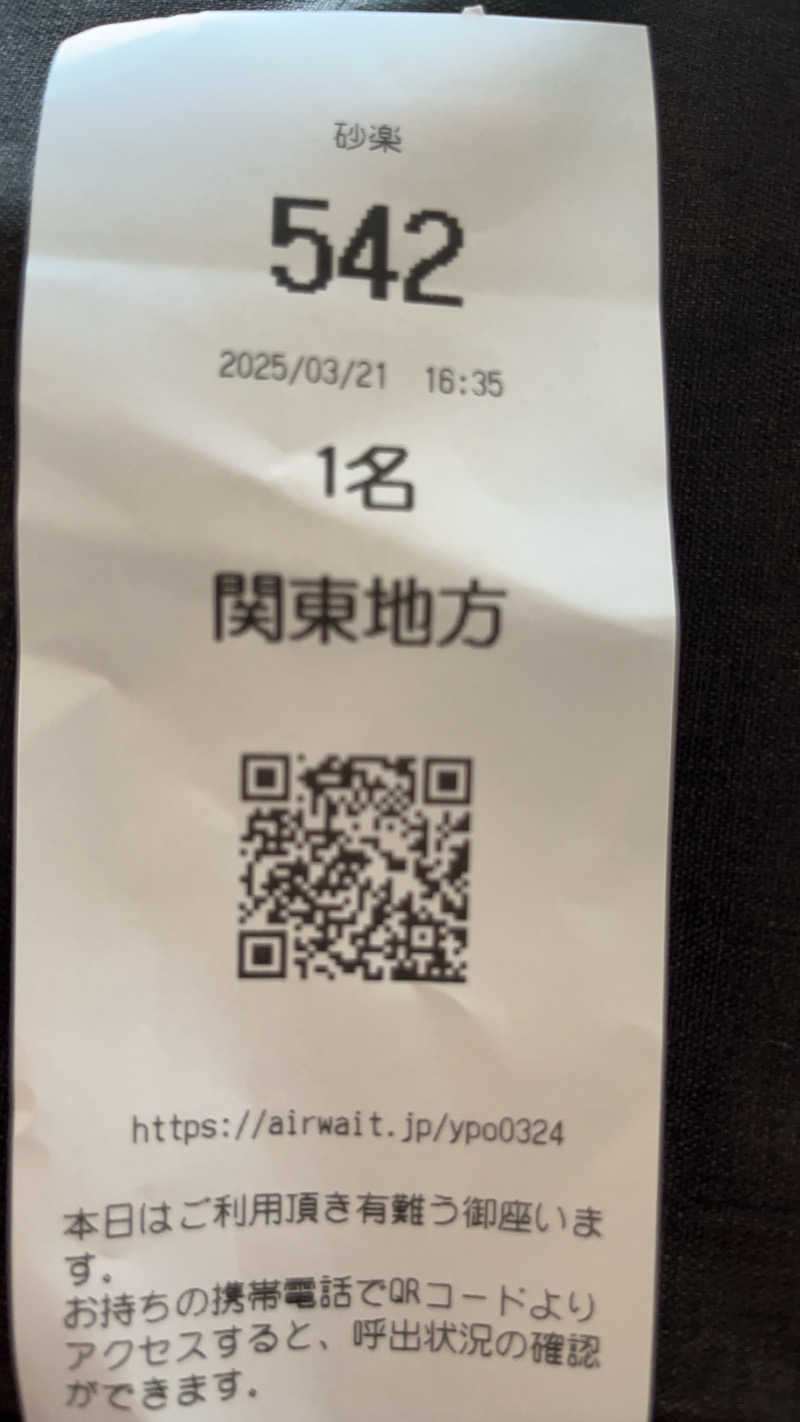 砂楽
542
2025/03/21 16:35
1名
関東地方
https://airwait.jp/ypo0324
本日はご利用頂き有難う御座いま
す。
お持ちの携帯電話でQRコードより
アクセスすると、呼出状況の確認
ができます。